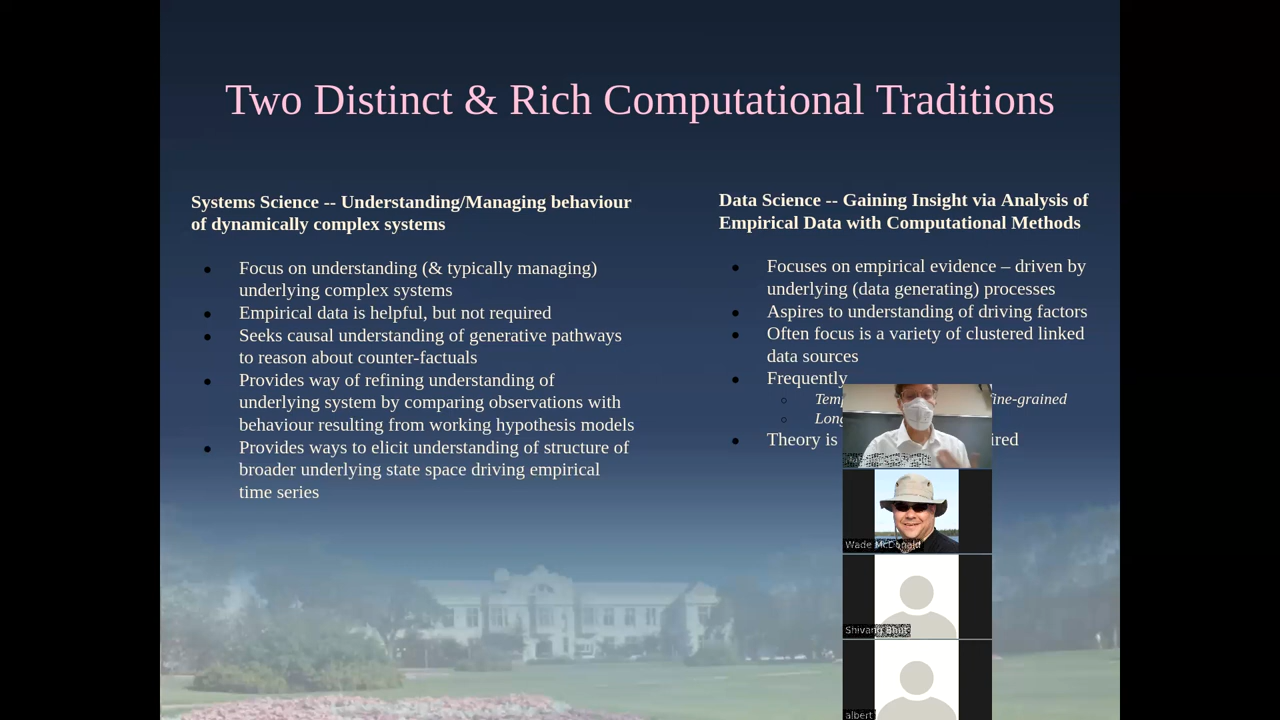 Two Distinct & Rich Computational Traditions
Systems Science -- Understanding/Managing behaviour
of dynamically complex systems
● Focus on understanding (& typically managing)
underlying complex systems
● Empirical data is helpful, but not required
● Seeks causal understanding of generative pathways
to reason about counter-factuals
● Provides way of refining understanding of
underlying system by comparing observations with
behaviour resulting from working hypothesis models
● Provides ways to elicit understanding of structure of
broader underlying state space driving empirical
time series
Data Science -- Gaining Insight via Analysis of
Empirical Data with Computational Methods
● Focuses on empirical evidence – driven by
underlying (data generating) processes
● Aspires to understanding of driving factors
● Often focus is a variety of clustered linked
data sources
● Frequently
○ fine-grained
○ Long
● Theory is
Wade McDonald
Shivang
albert